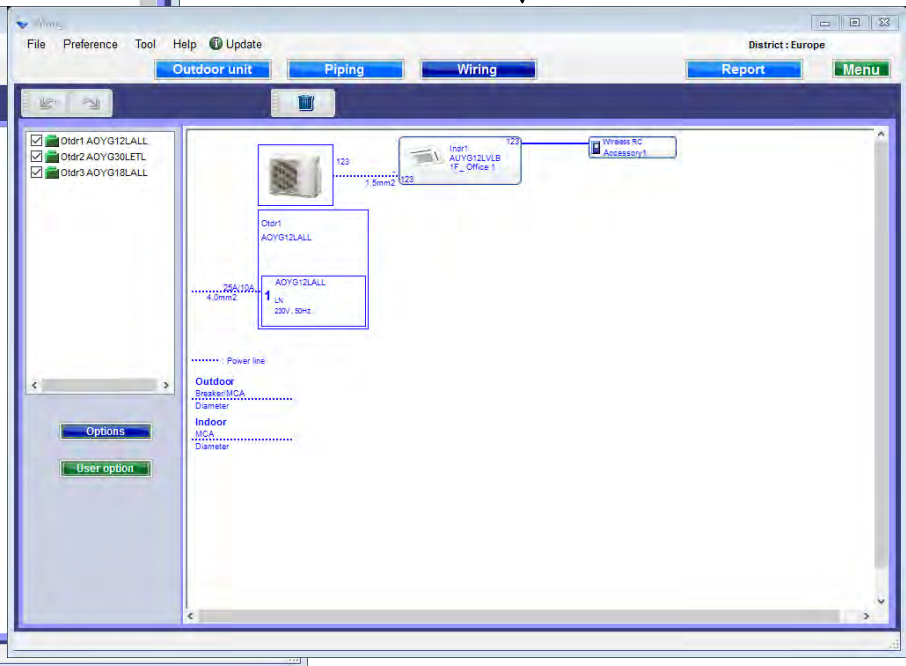 Wiring
File Preference Tool Help Update
District : Europe
Outdoor unit Piping Wiring Report Menu
Otdr1 AOYG12LALL
Otdr2 AOYG30LETL
Otdr3 AOYG18LALL
Options
User option
123
1.5mm2
123
Indr1
AUYG12LVLB
1F_ Office 1
123
Wireless RC
Accessory1
Otdr1
AOYG12LALL
25A/10A
4.0mm2
AOYG12LALL
1 LN
230V , 50Hz
: Power line
Outdoor
Breaker/MCA
Diameter
Indoor
MCA
Diameter